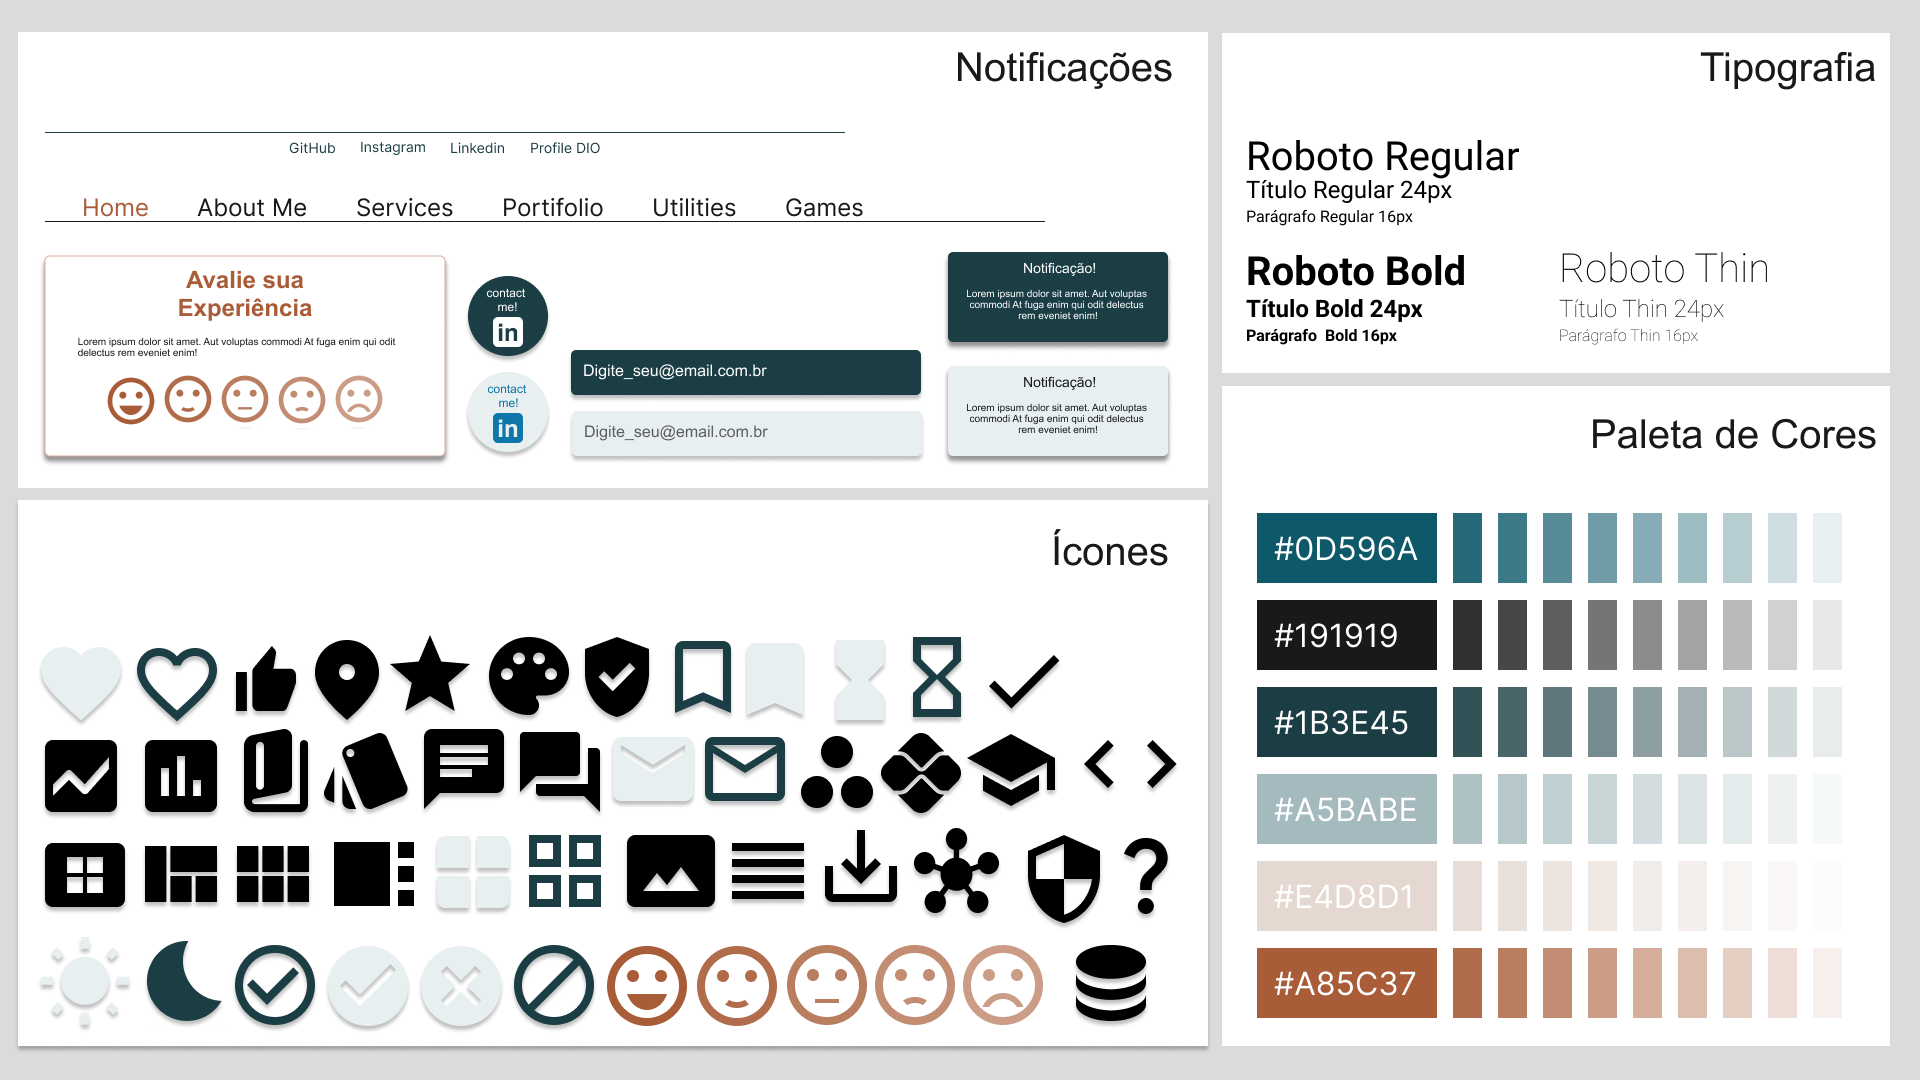 Notificações
GitHub Instagram Linkedin Profile DIO
Home About Me Services Portifolio Utilities Games
Avalie sua
Experiência
Lorem ipsum dolor sit amet. Aut voluptas commodi At fuga enim qui odit
delectus rem eveniet enim!
contact
me!
in
contact
me!
in
Digite_seu@email.com.br
Digite_seu@email.com.br
Notificação!
Lorem ipsum dolor sit amet. Aut voluptas
commodi At fuga enim qui odit delectus
rem eveniet enim!
Notificação!
Lorem ipsum dolor sit amet. Aut voluptas
commodi At fuga enim qui odit delectus
rem eveniet enim!
Tipografia
Roboto Regular
Título Regular 24px
Parágrafo Regular 16px
Roboto Bold
Título Bold 24px
Parágrafo  Bold 16px
Roboto Thin
Título Thin 24px
Parágrafo Thin 16px
Ícones
Paleta de Cores
#0D596A
#191919
#1B3E45
#A5BABE
#E4D8D1
#A85C37